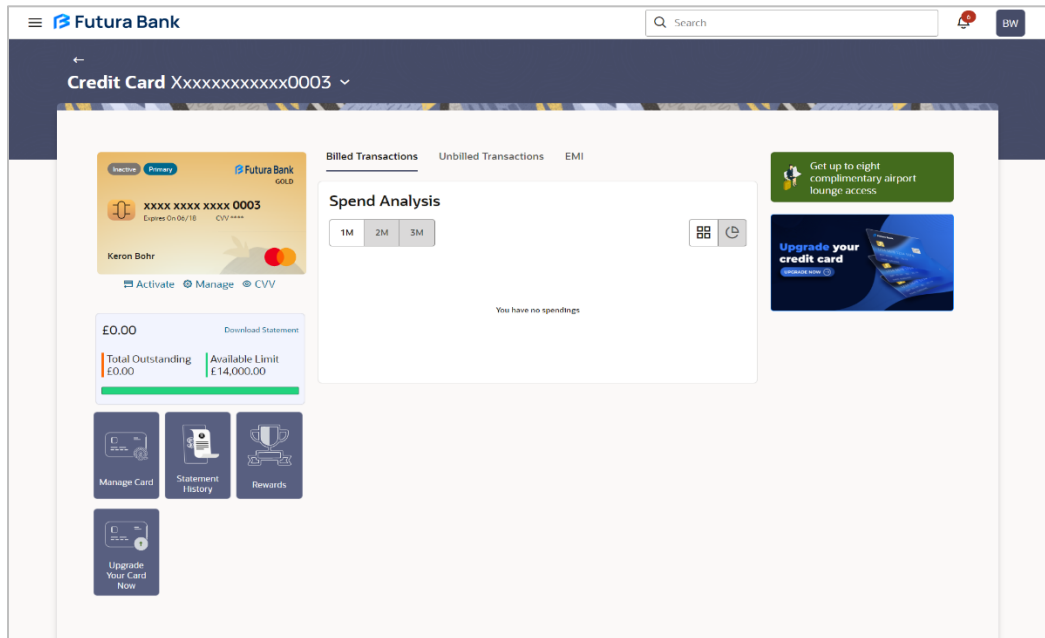 Futura Bank
Search
6
BW
Credit Card Xxxxxxxxxxxx0003
Inactive Primary Futura Bank
GOLD
xxxx xxxx xxxx 0003
Expires On 06/18 CVV ****
Keron Bohr
Activate Manage CVV
£0.00 Download Statement
Total Outstanding Available Limit
£0.00 £14,000.00
Manage Card
Statement
History
Rewards
Upgrade
Your Card
Now
Billed Transactions Unbilled Transactions EMI
Spend Analysis
1M 2M 3M
You have no spendings
Get up to eight
complimentary airport
lounge access
Upgrade your
credit card
UPGRADE NOW